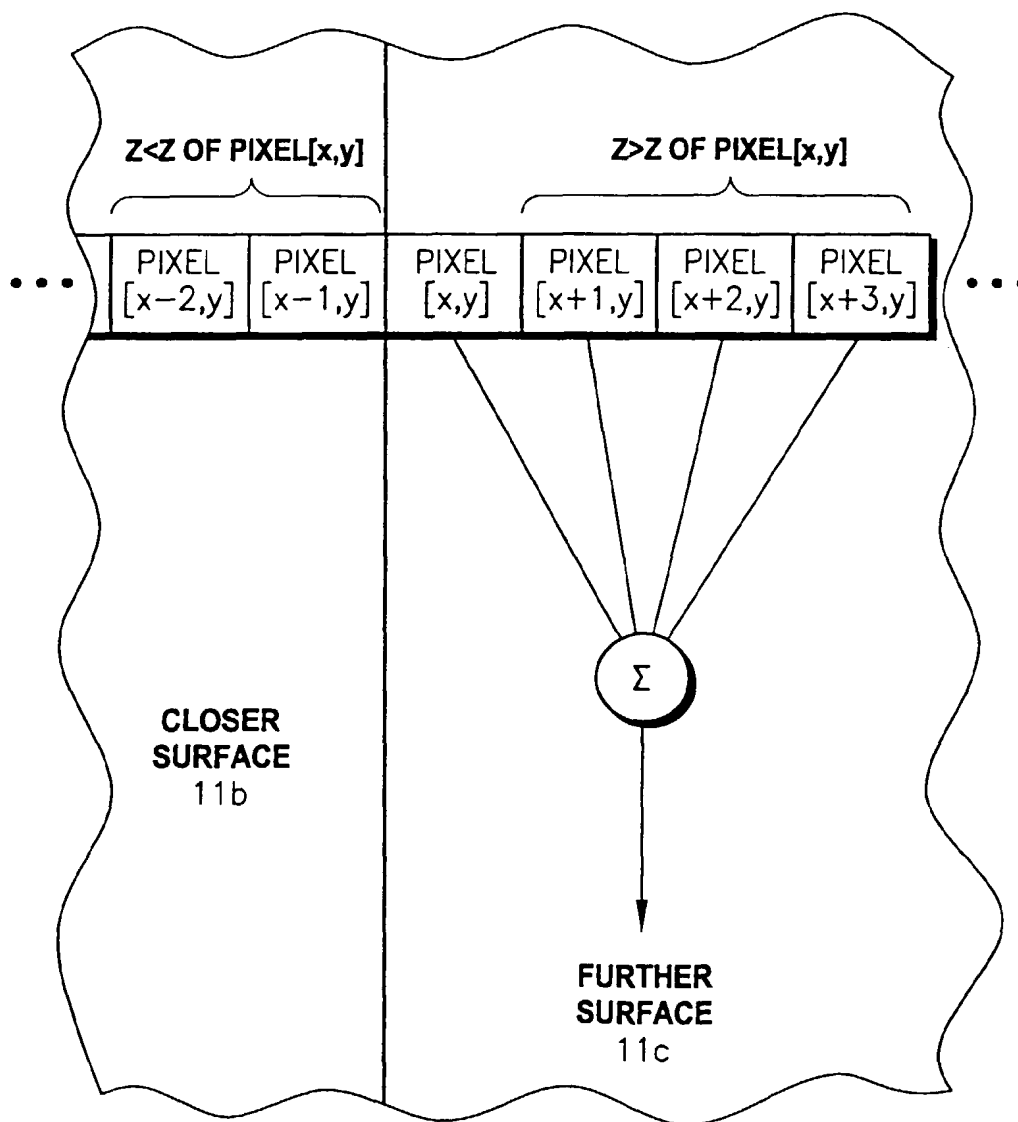 Z<Z OF PIXEL[x,y]
Z>Z OF PIXEL[x,y]
PIXEL
[x-2,y]
PIXEL
[x-1,y]
PIXEL
[x,y]
PIXEL
[x+1,y]
PIXEL
[x+2,y]
PIXEL
[x+3,y]
Σ
CLOSER
SURFACE
11b
FURTHER
SURFACE
11c